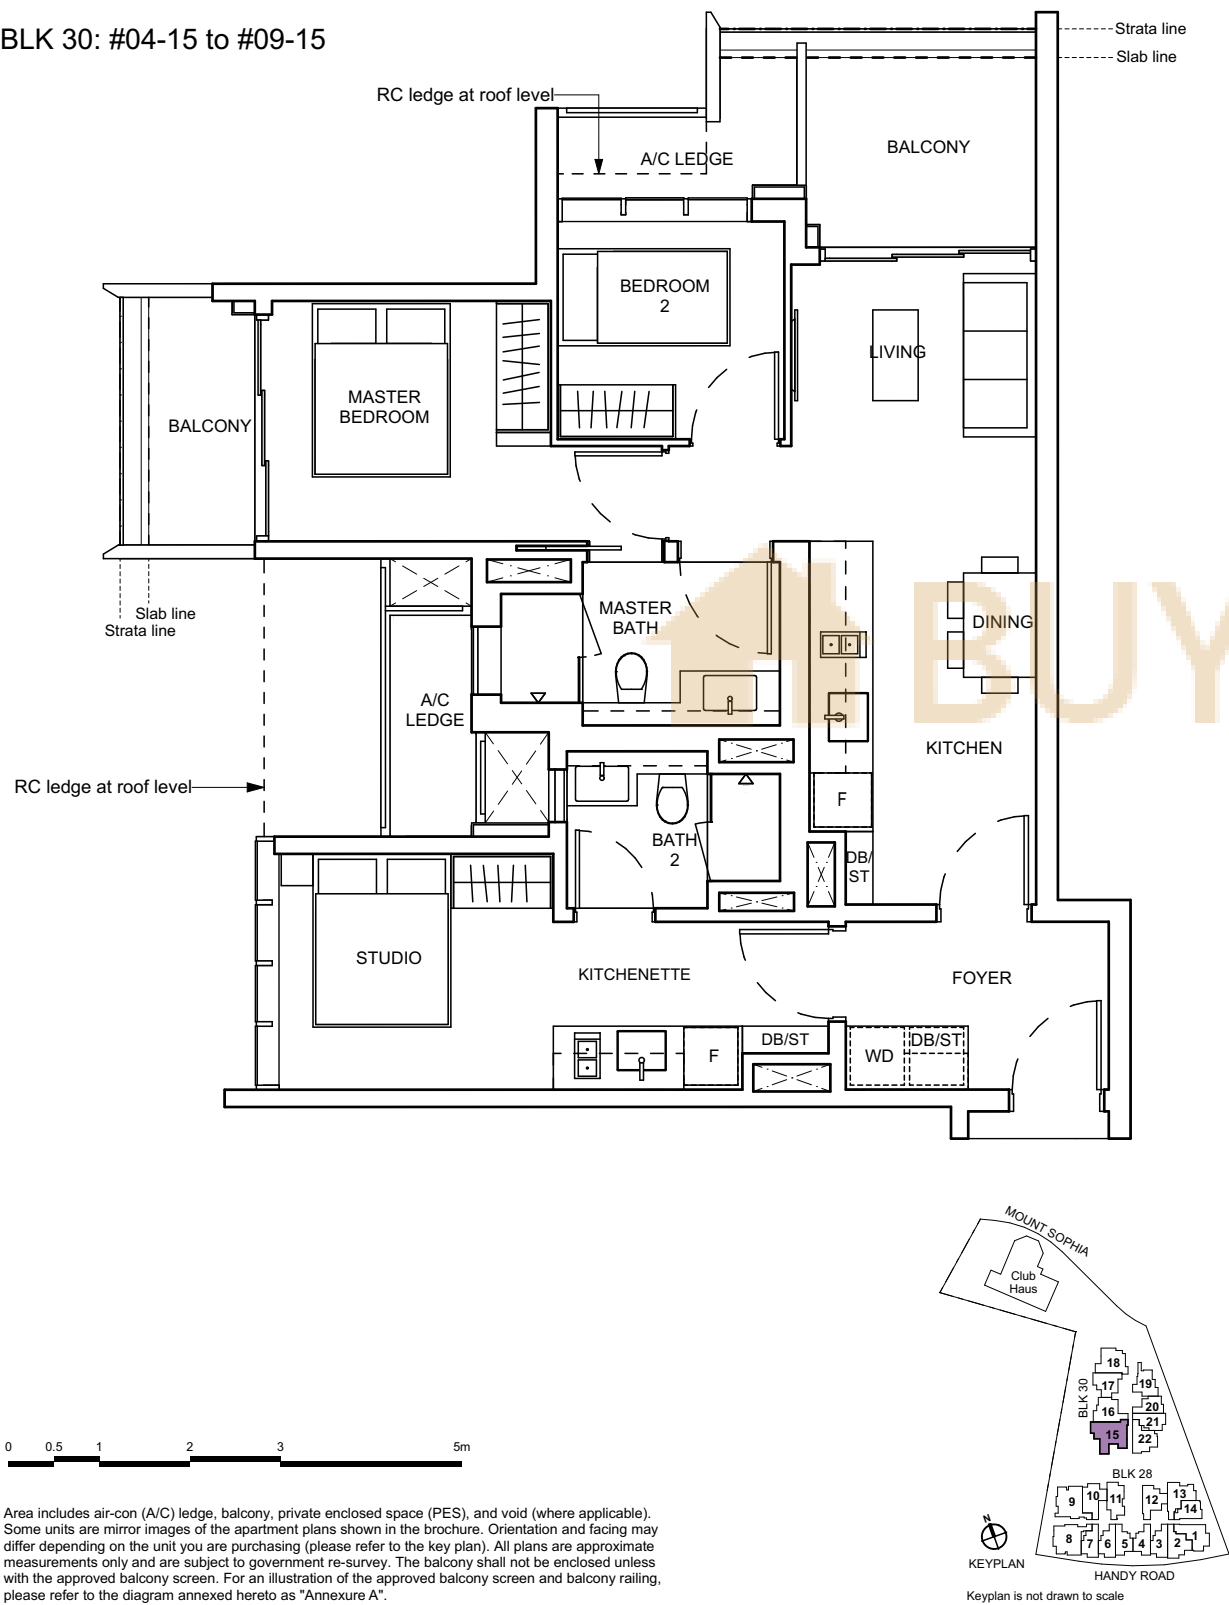 BLK 30: #04-15 to #09-15
Strata line
Slab line
RC ledge at roof level
A/C LEDGE
BALCONY
BEDROOM
2
LIVING
MASTER
BEDROOM
BALCONY
Slab line
Strata line
MASTER
BATH
DINING
BUY
A/C
LEDGE
KITCHEN
RC ledge at roof level
F
BATH
2
DB/
ST
STUDIO
KITCHENETTE
FOYER
F
DB/ST
WD
DB/ST
MOUNT SOPHIA
Club
Haus
BLK 30
18
17
19
16
20
21
15
22
BLK 28
9
10
11
12
13
14
8
7
6
5
4
3
2
1
N
KEYPLAN
HANDY ROAD
Keyplan is not drawn to scale
0 0.5 1 2 3 5m
Area includes air-con (A/C) ledge, balcony, private enclosed space (PES), and void (where applicable).
Some units are mirror images of the apartment plans shown in the brochure. Orientation and facing may
differ depending on the unit you are purchasing (please refer to the key plan). All plans are approximate
measurements only and are subject to government re-survey. The balcony shall not be enclosed unless
with the approved balcony screen. For an illustration of the approved balcony screen and balcony railing,
please refer to the diagram annexed hereto as "Annexure A".